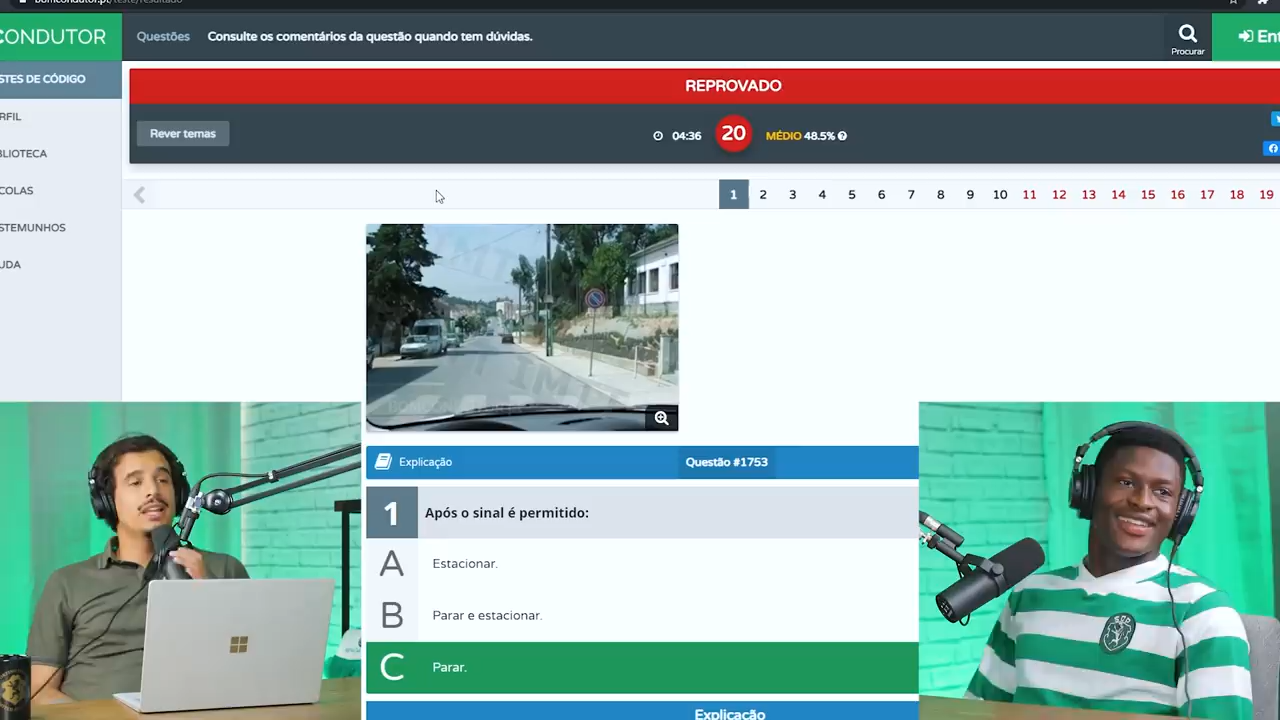 CONDUTOR
Questões
Consulte os comentários da questão quando tem dúvidas.
Procurar
Ent
STES DE CÓDIGO
RFIL
BLIOTECA
COLAS
STEMUNHOS
UDA
REPROVADO
Rever temas
04:36
20
MÉDIO 48.5%
1 2 3 4 5 6 7 8 9 10 11 12 13 14 15 16 17 18 19
Explicação
Questão #1753
1 Após o sinal é permitido:
A Estacionar.
B Parar e estacionar.
C Parar.
Explicação